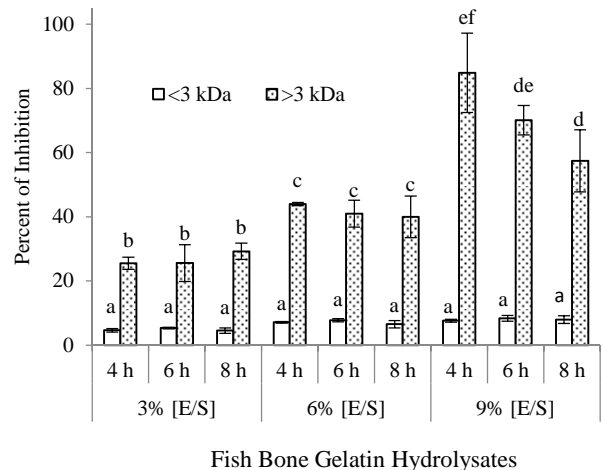 100
80
60
40
20
0
Percent of Inhibition
<3 kDa >3 kDa
a b a b a b a c a c a c a ef a de a d
4 h 6 h 8 h 4 h 6 h 8 h 4 h 6 h 8 h
3% [E/S] 6% [E/S] 9% [E/S]
Fish Bone Gelatin Hydrolysates